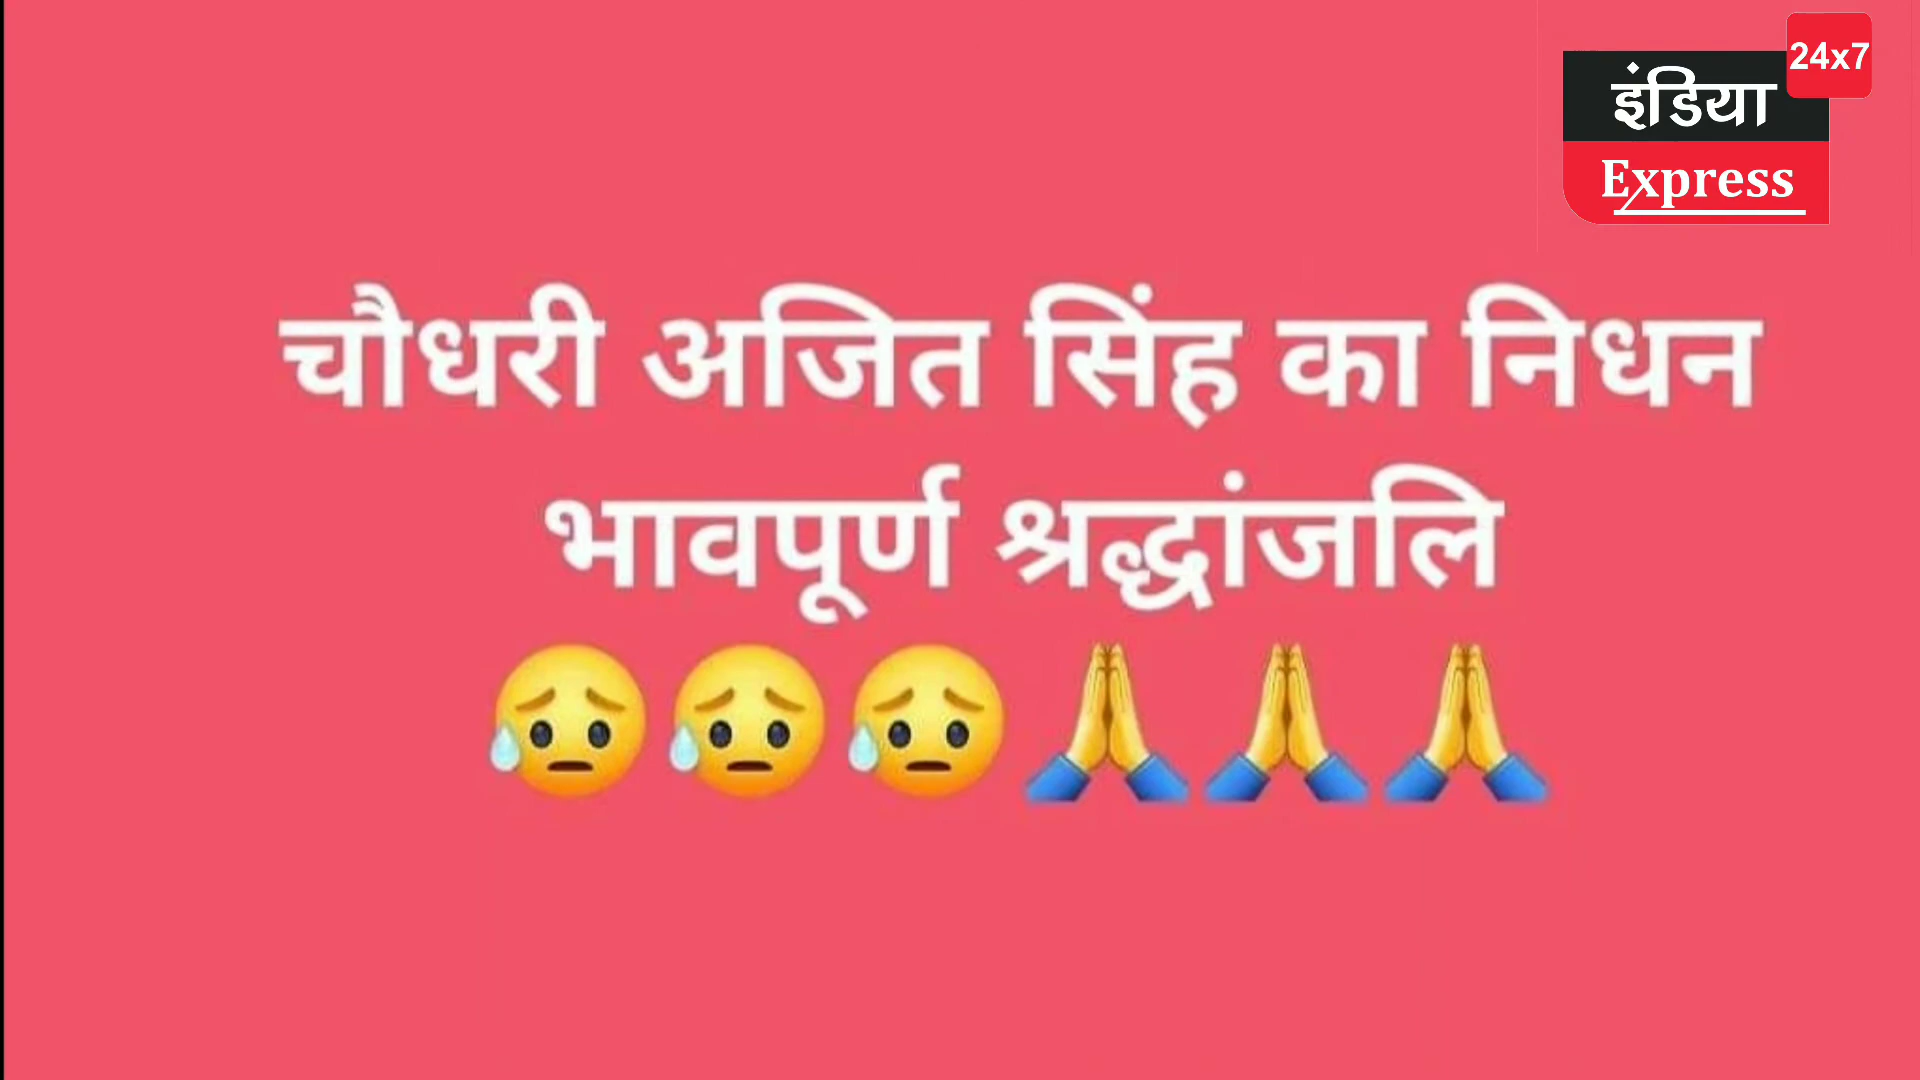 24x7
इंडिया
Express
चौधरी अजित सिंह का निधन
भावपूर्ण श्रद्धांजलि
😥😥😥🙏🙏🙏